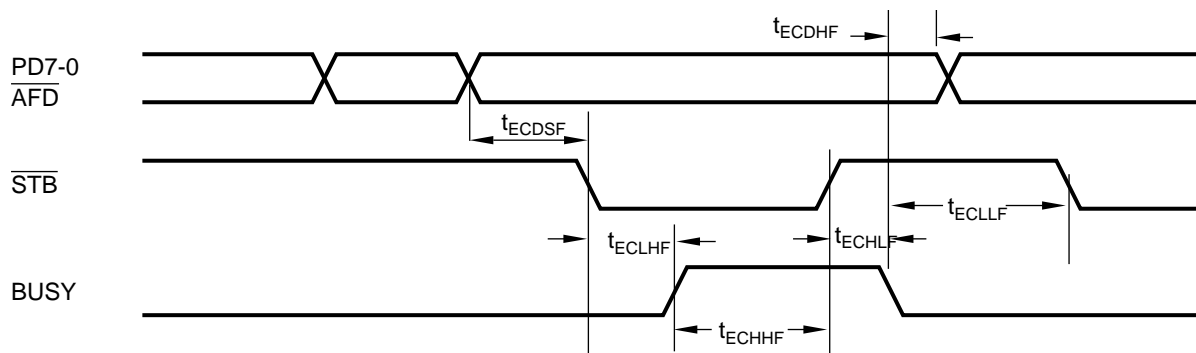 tECDHF
PD7-0
AFD
tECDSF
STB
tECLLF
tECLHF
tECHLF
BUSY
tECHHF